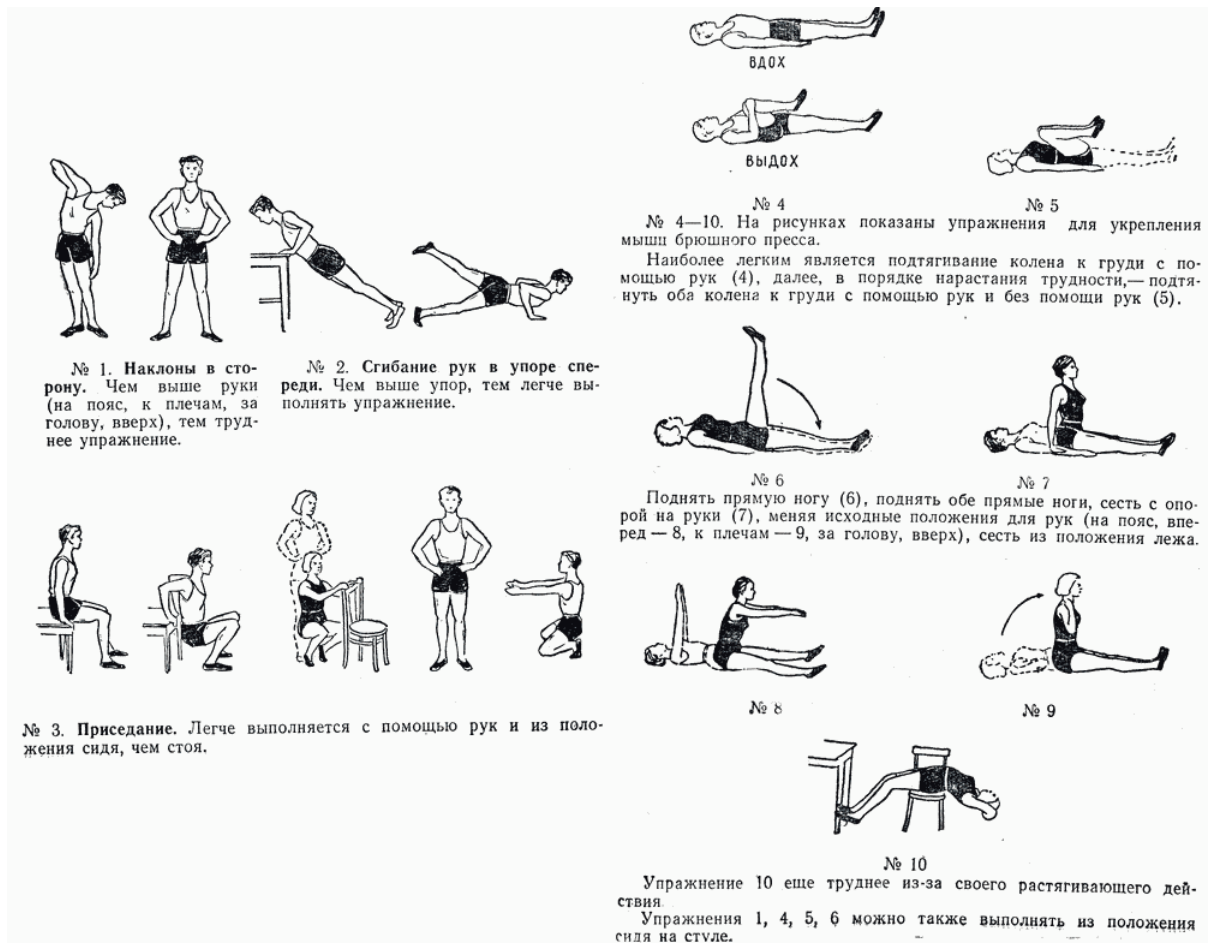 № 1. Наклоны в сто-
рону. Чем выше руки
(на пояс, к плечам, за
голову, вверх), тем труд-
нее упражнение.
№ 2. Сгибание рук в упоре спе-
реди. Чем выше упор, тем легче вы-
полнять упражнение.
№ 3. Приседание. Легче выполняется с помощью рук и из поло-
жения сидя, чем стоя.
ВДОХ
ВЫДОХ
№ 4
№ 5
№ 4—10. На рисунках показаны упражнения для укрепления
мышц брюшного пресса.
Наиболее легким является подтягивание колена к груди с по-
мощью рук (4), далее, в порядке нарастания трудности,— подтя-
нуть оба колена к груди с помощью рук и без помощи рук (5).
№ 6
№ 7
Поднять прямую ногу (6), поднять обе прямые ноги, сесть с опо-
рой на руки (7), меняя исходные положения для рук (на пояс, впе-
ред — 8, к плечам — 9, за голову, вверх), сесть из положения лежа.
№ 8
№ 9
№ 10
Упражнение 10 еще труднее из-за своего растягивающего дей-
ствия
Упражнения 1, 4, 5, 6 можно также выполнять из положения
сидя на стуле.